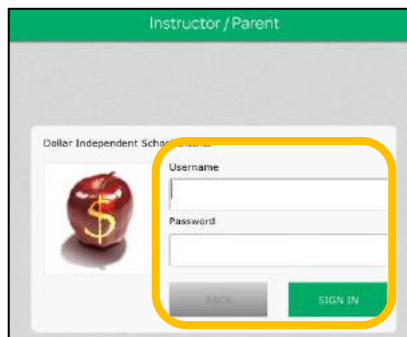 Instructor / Parent
Dollar Independent School District
Username
$
Password
BACK
SIGN IN